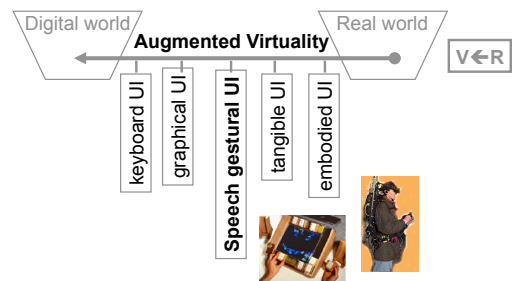 Digital world
Real world
Augmented Virtuality
V←R
keyboard UI
graphical UI
Speech gestural UI
tangible UI
embodied UI